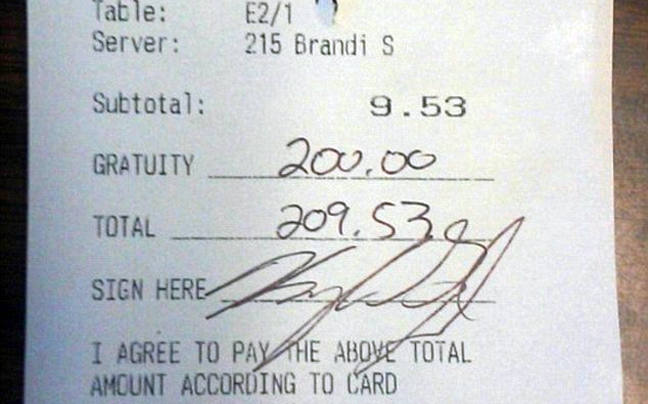 Table: E2/1
Server: 215 Brandi S
Subtotal: 9.53
GRATUITY 200.00
TOTAL 209.53
SIGN HERE
I AGREE TO PAY THE ABOVE TOTAL
AMOUNT ACCORDING TO CARD